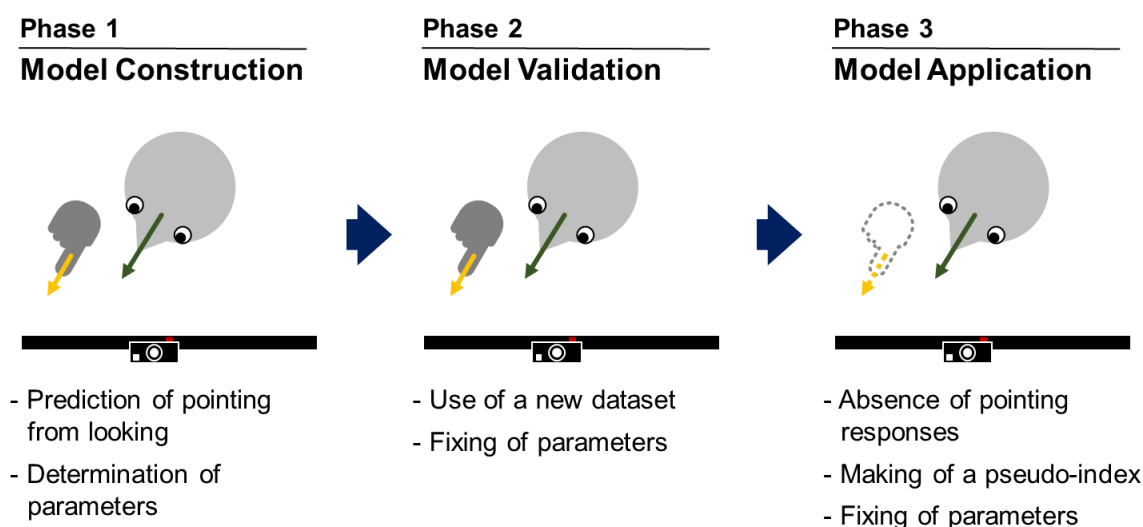 Phase 1
Model Construction
- Prediction of pointing
from looking
- Determination of
parameters
Phase 2
Model Validation
- Use of a new dataset
- Fixing of parameters
Phase 3
Model Application
- Absence of pointing
responses
- Making of a pseudo-index
- Fixing of parameters